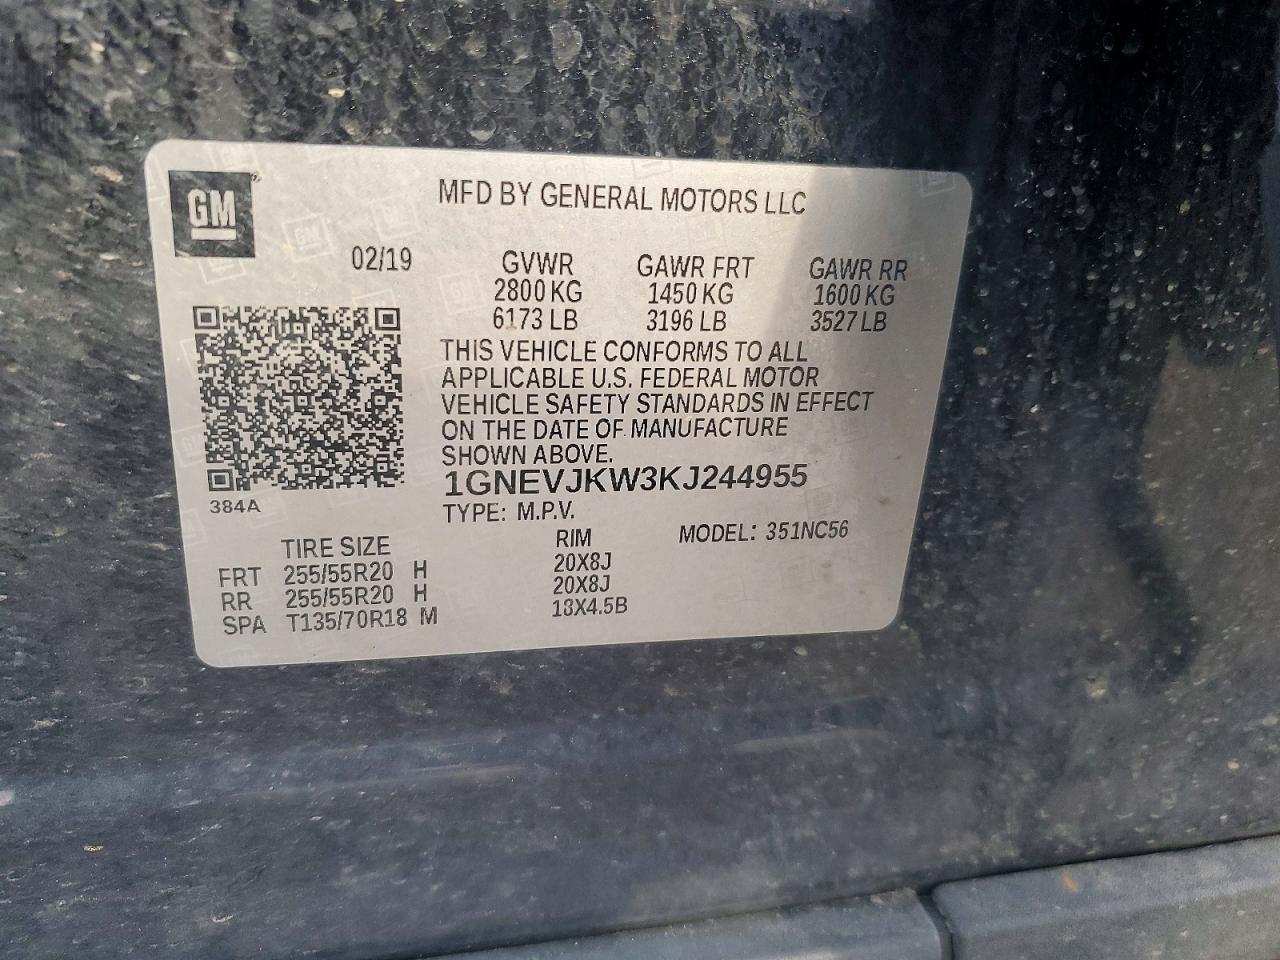 GM
MFD BY GENERAL MOTORS LLC
02/19 GVWR GAWR FRT GAWR RR
2800 KG 1450 KG 1600 KG
6173 LB 3196 LB 3527 LB
THIS VEHICLE CONFORMS TO ALL
APPLICABLE U.S. FEDERAL MOTOR
VEHICLE SAFETY STANDARDS IN EFFECT
ON THE DATE OF MANUFACTURE
SHOWN ABOVE.
384A
1GNEVJKW3KJ244955
TYPE: M.P.V. MODEL: 351NC56
TIRE SIZE RIM
FRT 255/55R20 H 20X8J
RR 255/55R20 H 20X8J
SPA T135/70R18 M 18X4.5B